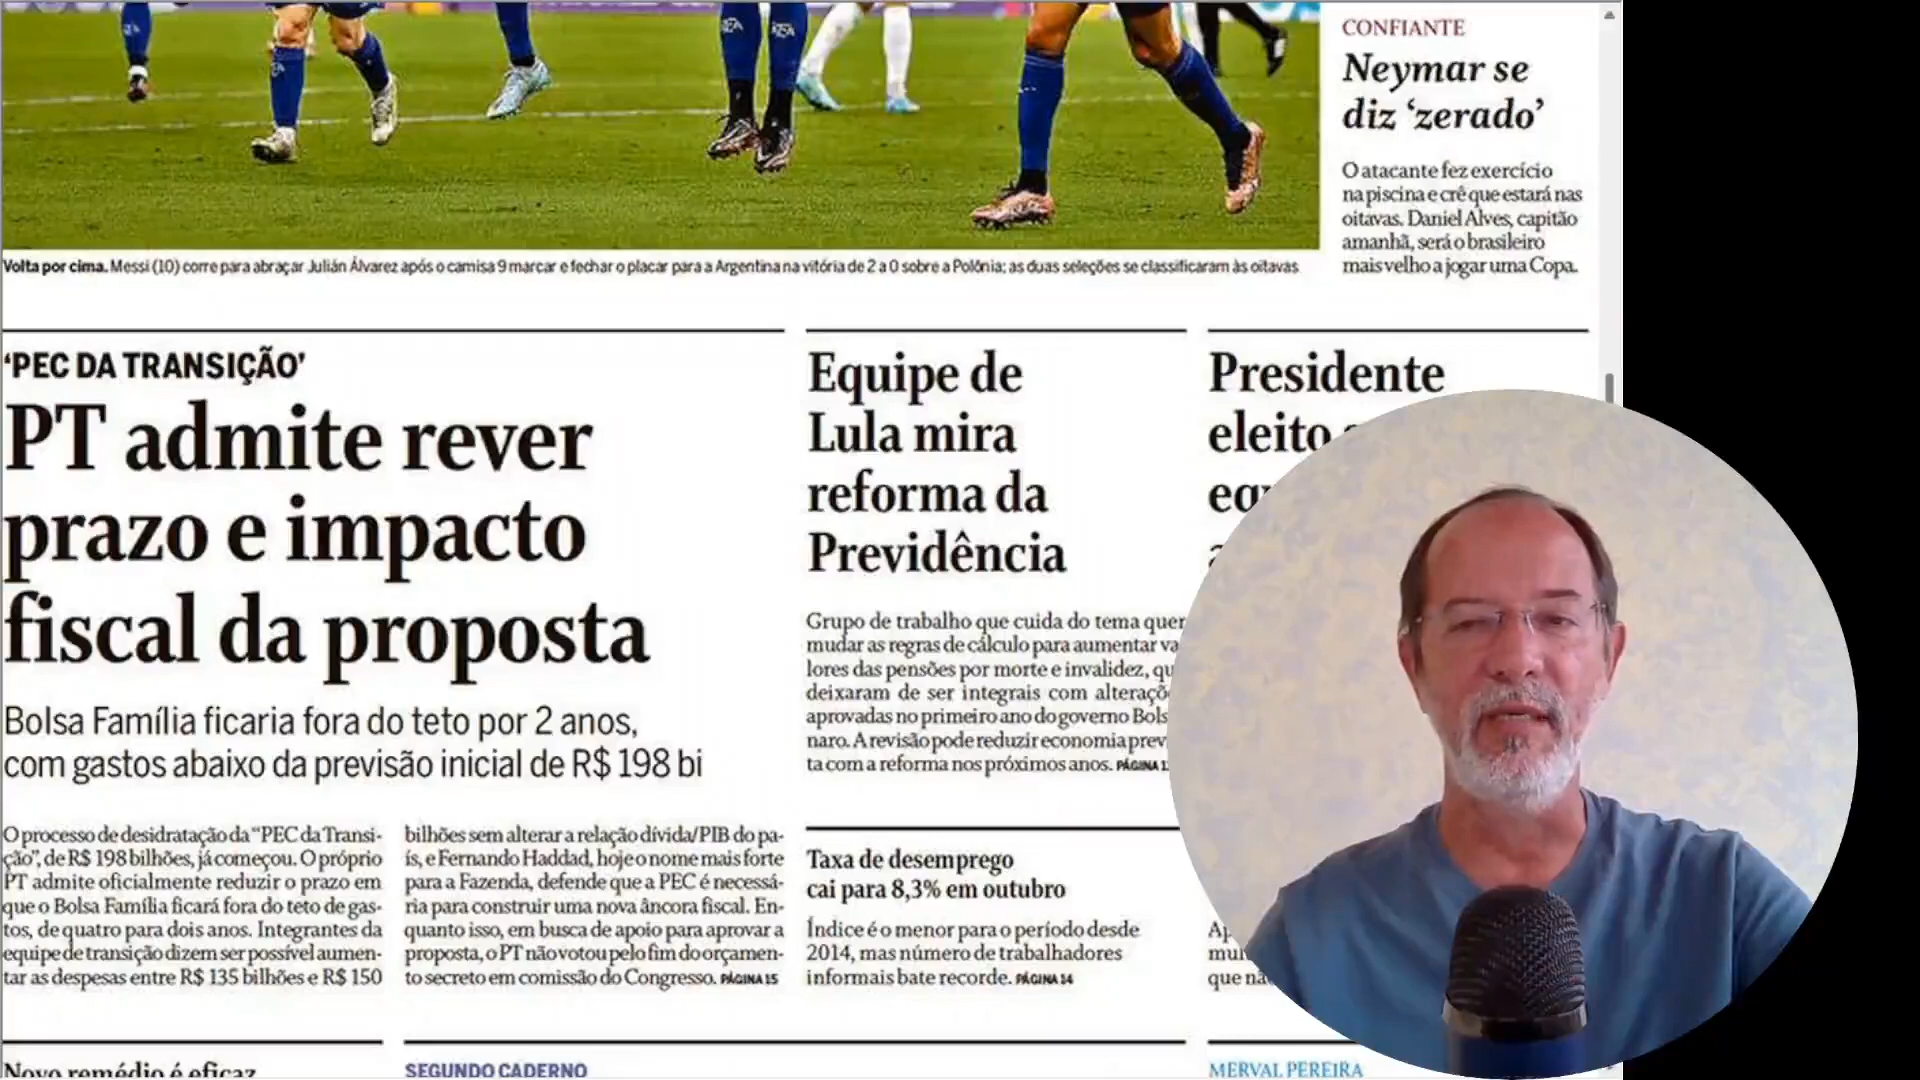 CONFIANTE
Neymar se
diz ‘zerado’
O atacante fez exercício
na piscina e crê que estará nas
oitavas. Daniel Alves, capitão
amanhã, será o brasileiro
mais velho a jogar uma Copa.
Volta por cima. Messi (10) corre para abraçar Julián Álvarez após o camisa 9 marcar e fechar o placar para a Argentina na vitória de 2 a 0 sobre a Polônia; as duas seleções se classificaram às oitavas
‘PEC DA TRANSIÇÃO’
PT admite rever
prazo e impacto
fiscal da proposta
Bolsa Família ficaria fora do teto por 2 anos,
com gastos abaixo da previsão inicial de R$ 198 bi
O processo de desidratação da “PEC da Transi-
ção”, de R$ 198 bilhões, já começou. O próprio
PT admite oficialmente reduzir o prazo em
que o Bolsa Família ficará fora do teto de gas-
tos, de quatro para dois anos. Integrantes da
equipe de transição dizem ser possível aumen-
tar as despesas entre R$ 135 bilhões e R$ 150
bilhões sem alterar a relação dívida/PIB do pa-
ís, e Fernando Haddad, hoje o nome mais forte
para a Fazenda, defende que a PEC é necessá-
ria para construir uma nova âncora fiscal. En-
quanto isso, em busca de apoio para aprovar a
proposta, o PT não votou pelo fim do orçamen-
to secreto em comissão do Congresso. PÁGINA 15
Equipe de
Lula mira
reforma da
Previdência
Grupo de trabalho que cuida do tema quer
mudar as regras de cálculo para aumentar va
lores das pensões por morte e invalidez, qu
deixaram de ser integrais com alteraçõ
aprovadas no primeiro ano do governo Bols
naro. A revisão pode reduzir economia prev
ta com a reforma nos próximos anos. PÁGINA
Taxa de desemprego
cai para 8,3% em outubro
Índice é o menor para o período desde
2014, mas número de trabalhadores
informais bate recorde. PÁGINA 14
Presidente
eleito
eq
Ap
mul
que nã
Novo remédio é eficaz
SEGUNDO CADERNO
MERVAL PEREIRA